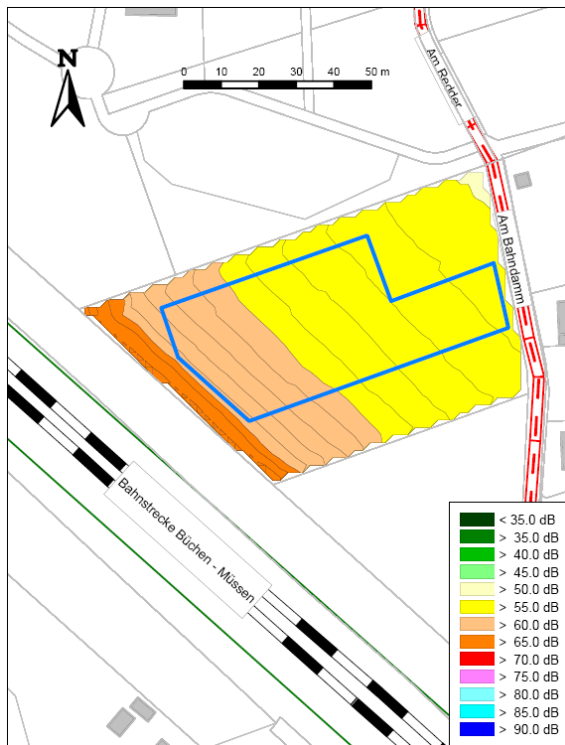 N
0 10 20 30 40 50 m
Am Redder
Am Bahndamm
Bahnstrecke Büchen - Müssen
< 35.0 dB
> 35.0 dB
> 40.0 dB
> 45.0 dB
> 50.0 dB
> 55.0 dB
> 60.0 dB
> 65.0 dB
> 70.0 dB
> 75.0 dB
> 80.0 dB
> 85.0 dB
> 90.0 dB